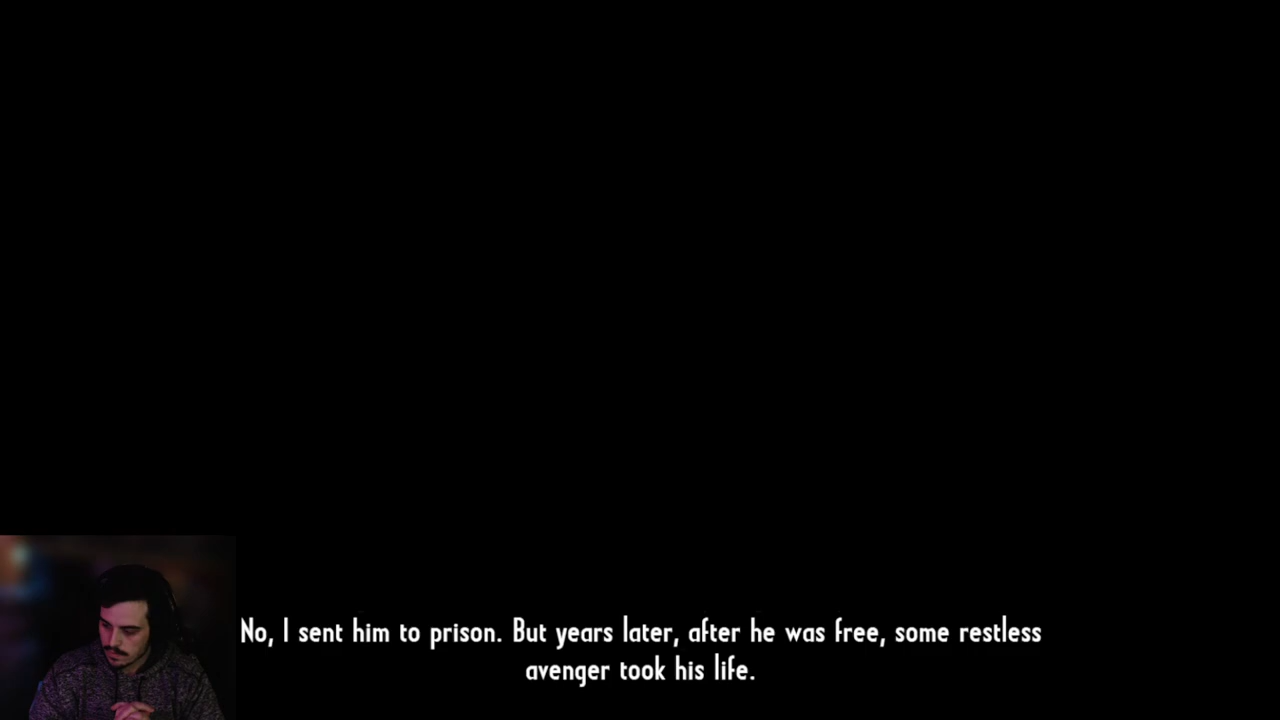 No, I sent him to prison. But years later, after he was free, some restless
avenger took his life.